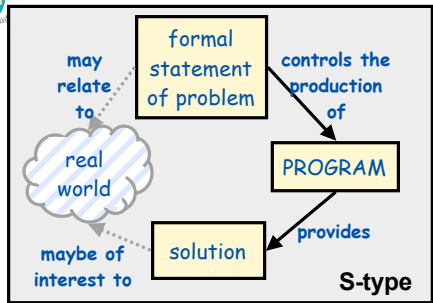 formal
statement
of problem
may
relate
to
controls the
production
of
real
world
PROGRAM
provides
solution
maybe of
interest to
S-type